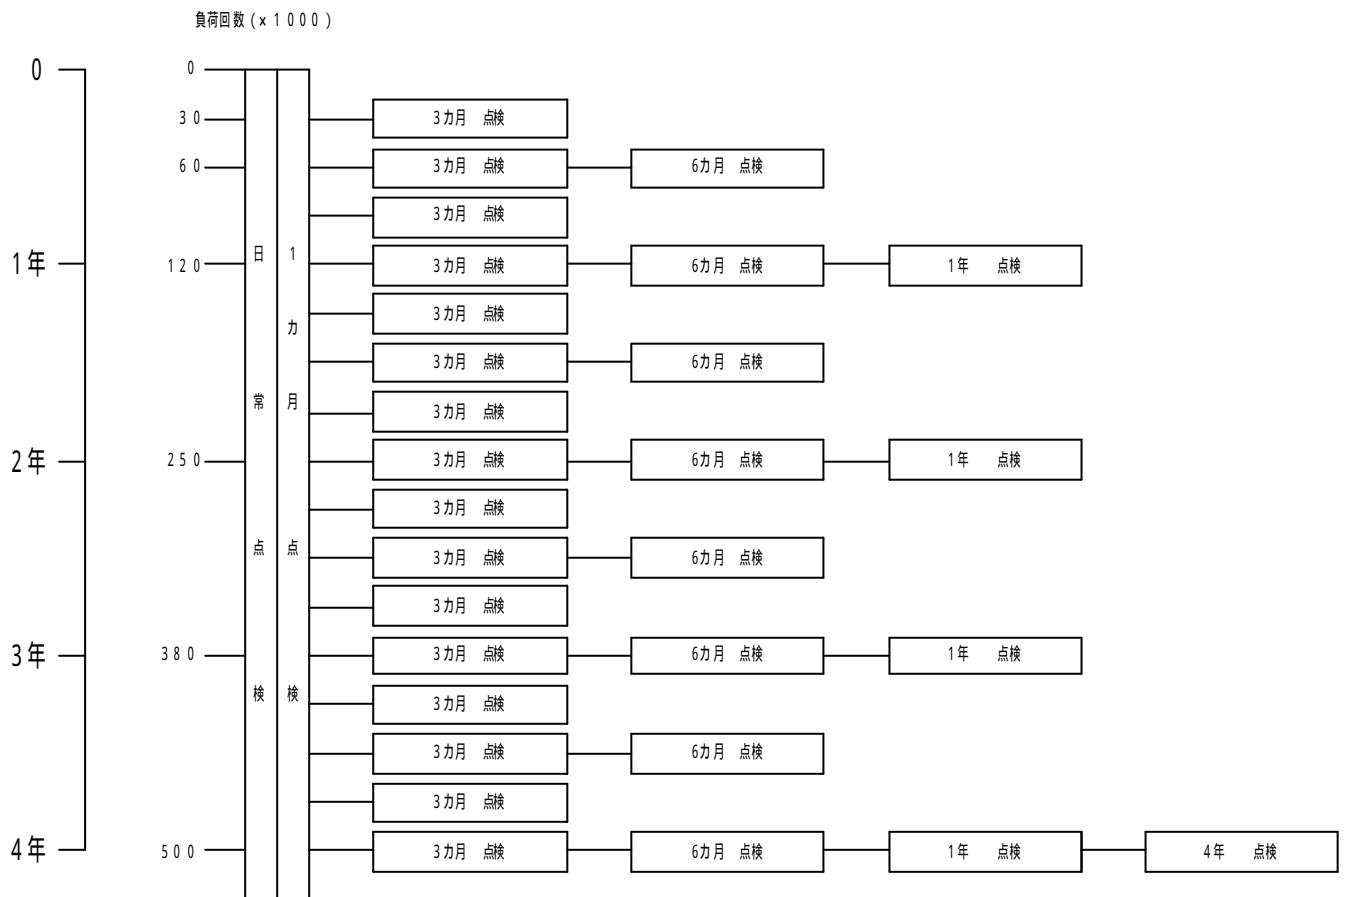 負荷回数(×1000)
0 0
30 3カ月 点検
60 3カ月 点検 6カ月 点検
3カ月 点検
1年 120 3カ月 点検 6カ月 点検 1年 点検
3カ月 点検
3カ月 点検 6カ月 点検
3カ月 点検
2年 250 3カ月 点検 6カ月 点検 1年 点検
3カ月 点検
3カ月 点検 6カ月 点検
3カ月 点検
3年 380 3カ月 点検 6カ月 点検 1年 点検
3カ月 点検
3カ月 点検 6カ月 点検
3カ月 点検
4年 500 3カ月 点検 6カ月 点検 1年 点検 4年 点検
日常点検
1カ月点検